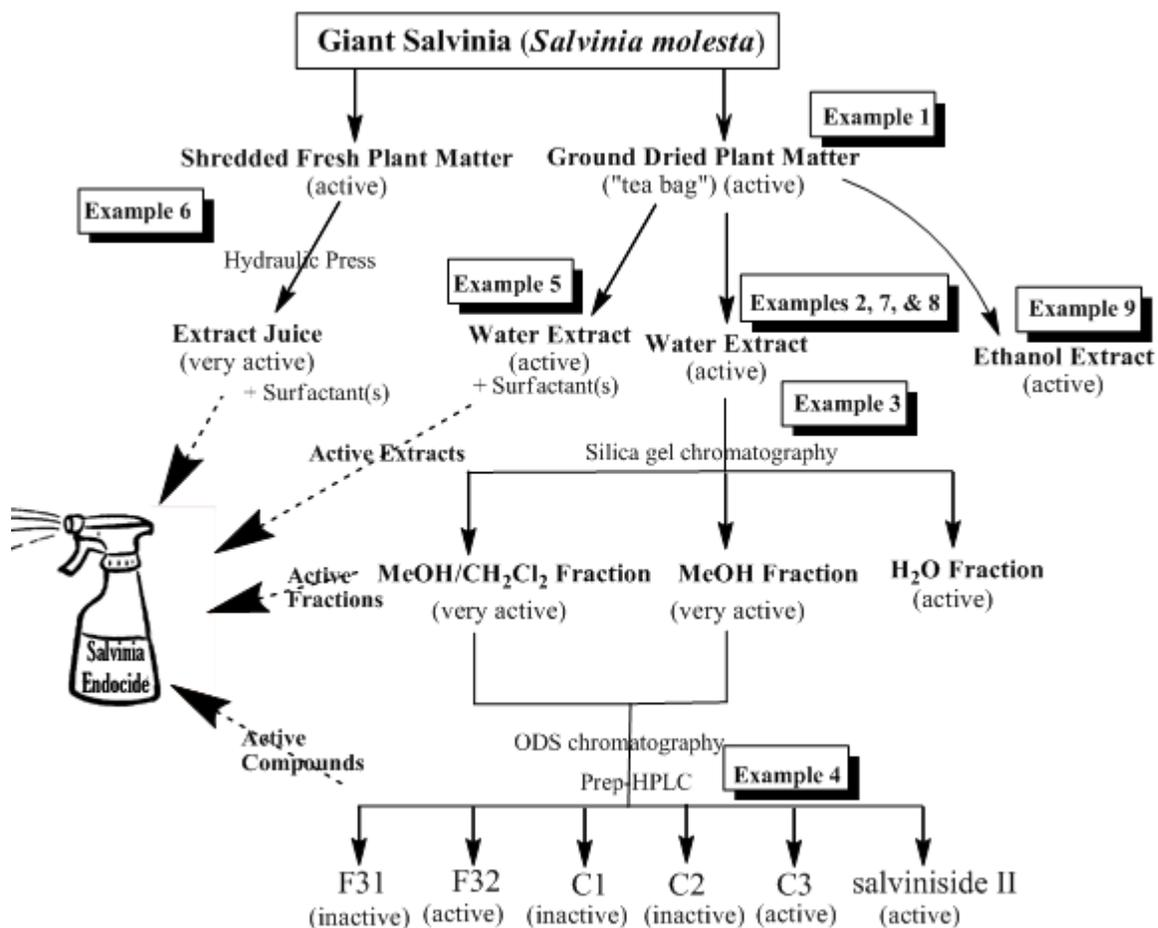 Giant Salvinia (Salvinia molesta)
Example 1
Shredded Fresh Plant Matter
(active)
Ground Dried Plant Matter
("tea bag") (active)
Example 6
Hydraulic Press
Example 5
Examples 2, 7, & 8
Example 9
Extract Juice
(very active)
+ Surfactant(s)
Water Extract
(active)
+ Surfactant(s)
Water Extract
(active)
Ethanol Extract
(active)
Example 3
Active Extracts
Silica gel chromatography
Active
Fractions
MeOH/CH₂Cl₂ Fraction
(very active)
MeOH Fraction
(very active)
H₂O Fraction
(active)
Salvinia
Endocide
Active
Compounds
ODS chromatography
Prep-HPLC
Example 4
F31
(inactive)
F32
(active)
C1
(inactive)
C2
(inactive)
C3
(active)
salviniside II
(active)